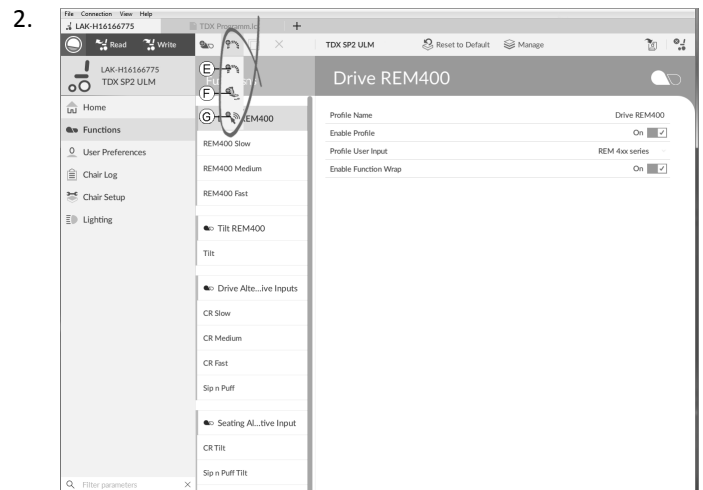 2.
File Connection View Help
LAK-H16166775
TDX Programm.lc
+
Read Write
TDX SP2 ULM Reset to Default Manage
LAK-H16166775
TDX SP2 ULM
E
F
G
Drive REM400
Home
Functions
User Preferences
Chair Log
Chair Setup
Lighting
Filter parameters
EM400
REM400 Slow
REM400 Medium
REM400 Fast
Tilt REM400
Tilt
Drive Alte...ive Inputs
CR Slow
CR Medium
CR Fast
Sip n Puff
Seating Al...tive Input
CR Tilt
Sip n Puff Tilt
Profile Name Drive REM400
Enable Profile On
Profile User Input REM 4xx series
Enable Function Wrap On